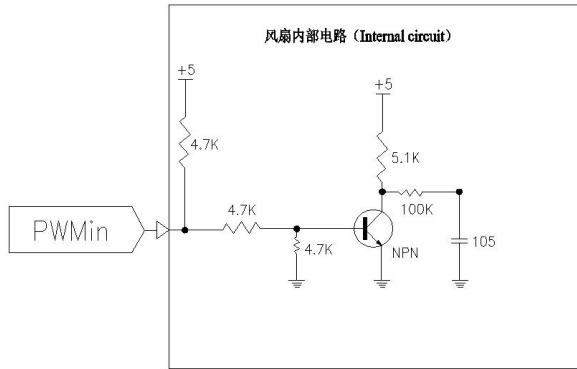 风扇内部电路（Internal circuit）
+5
+5
4.7K
5.1K
4.7K
100K
PWMin
4.7K
NPN
105